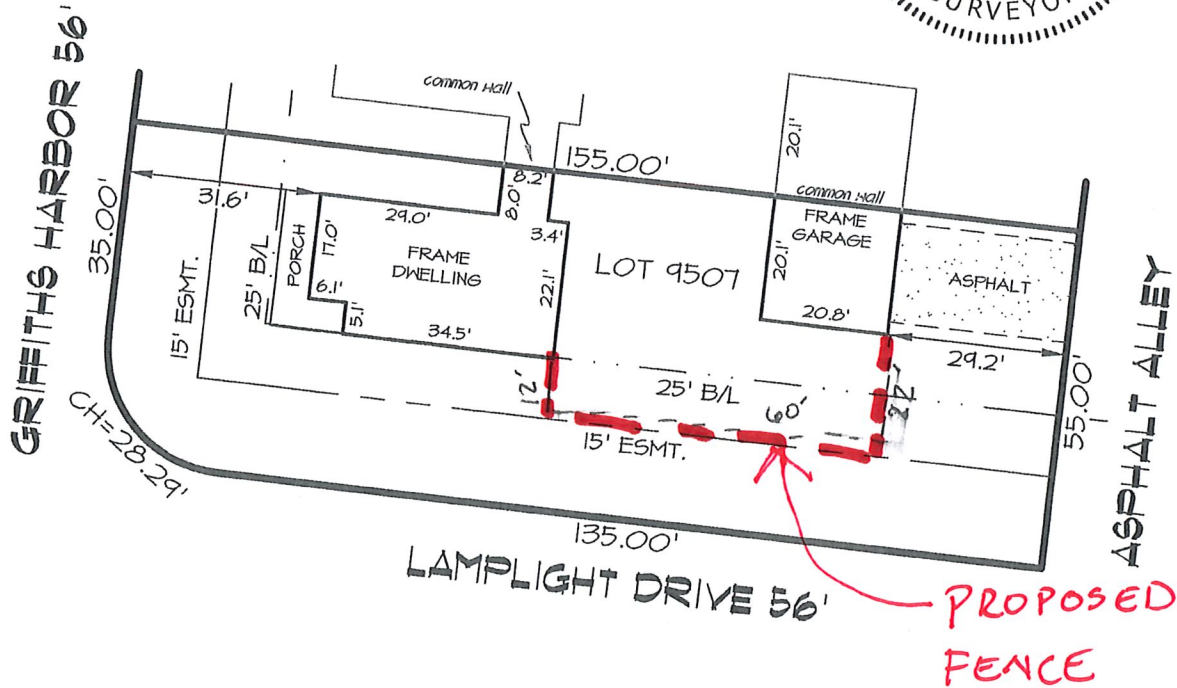 SURVEYOR
GRIFFITHS HARBOR 56'
common wall
155.00'
20.1'
common wall
8.2'
8.0'
31.6'
29.0'
3.4'
FRAME
GARAGE
35.00'
15' ESMT.
25' B/L
PORCH
17.0'
FRAME
DWELLING
22.1'
LOT 9507
20.1'
ASPHALT
6.1'
5.1'
34.5'
20.8'
29.2'
ASPHALT ALLEY
55.00'
12'
25' B/L
60'
22'
15' ESMT.
CH=28.29'
135.00'
LAMPLIGHT DRIVE 56'
PROPOSED
FENCE